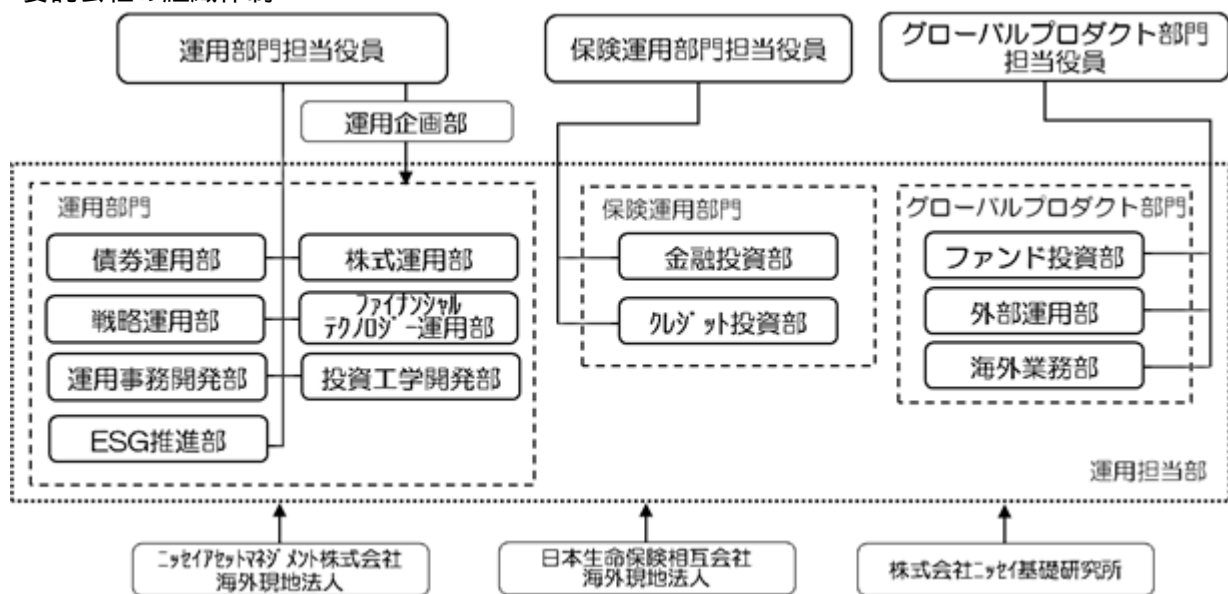 運用部門担当役員
保険運用部門担当役員
グローバルプロダクト部門
担当役員
運用企画部
運用部門
債券運用部
株式運用部
戦略運用部
ファイナンシャル
テクノロジー運用部
運用事務開発部
投資工学開発部
ESG推進部
保険運用部門
金融投資部
クレジット投資部
グローバルプロダクト部門
ファンド投資部
外部運用部
海外業務部
運用担当部
ニッセイアセットマネジメント株式会社
海外現地法人
日本生命保険相互会社
海外現地法人
株式会社ニッセイ基礎研究所